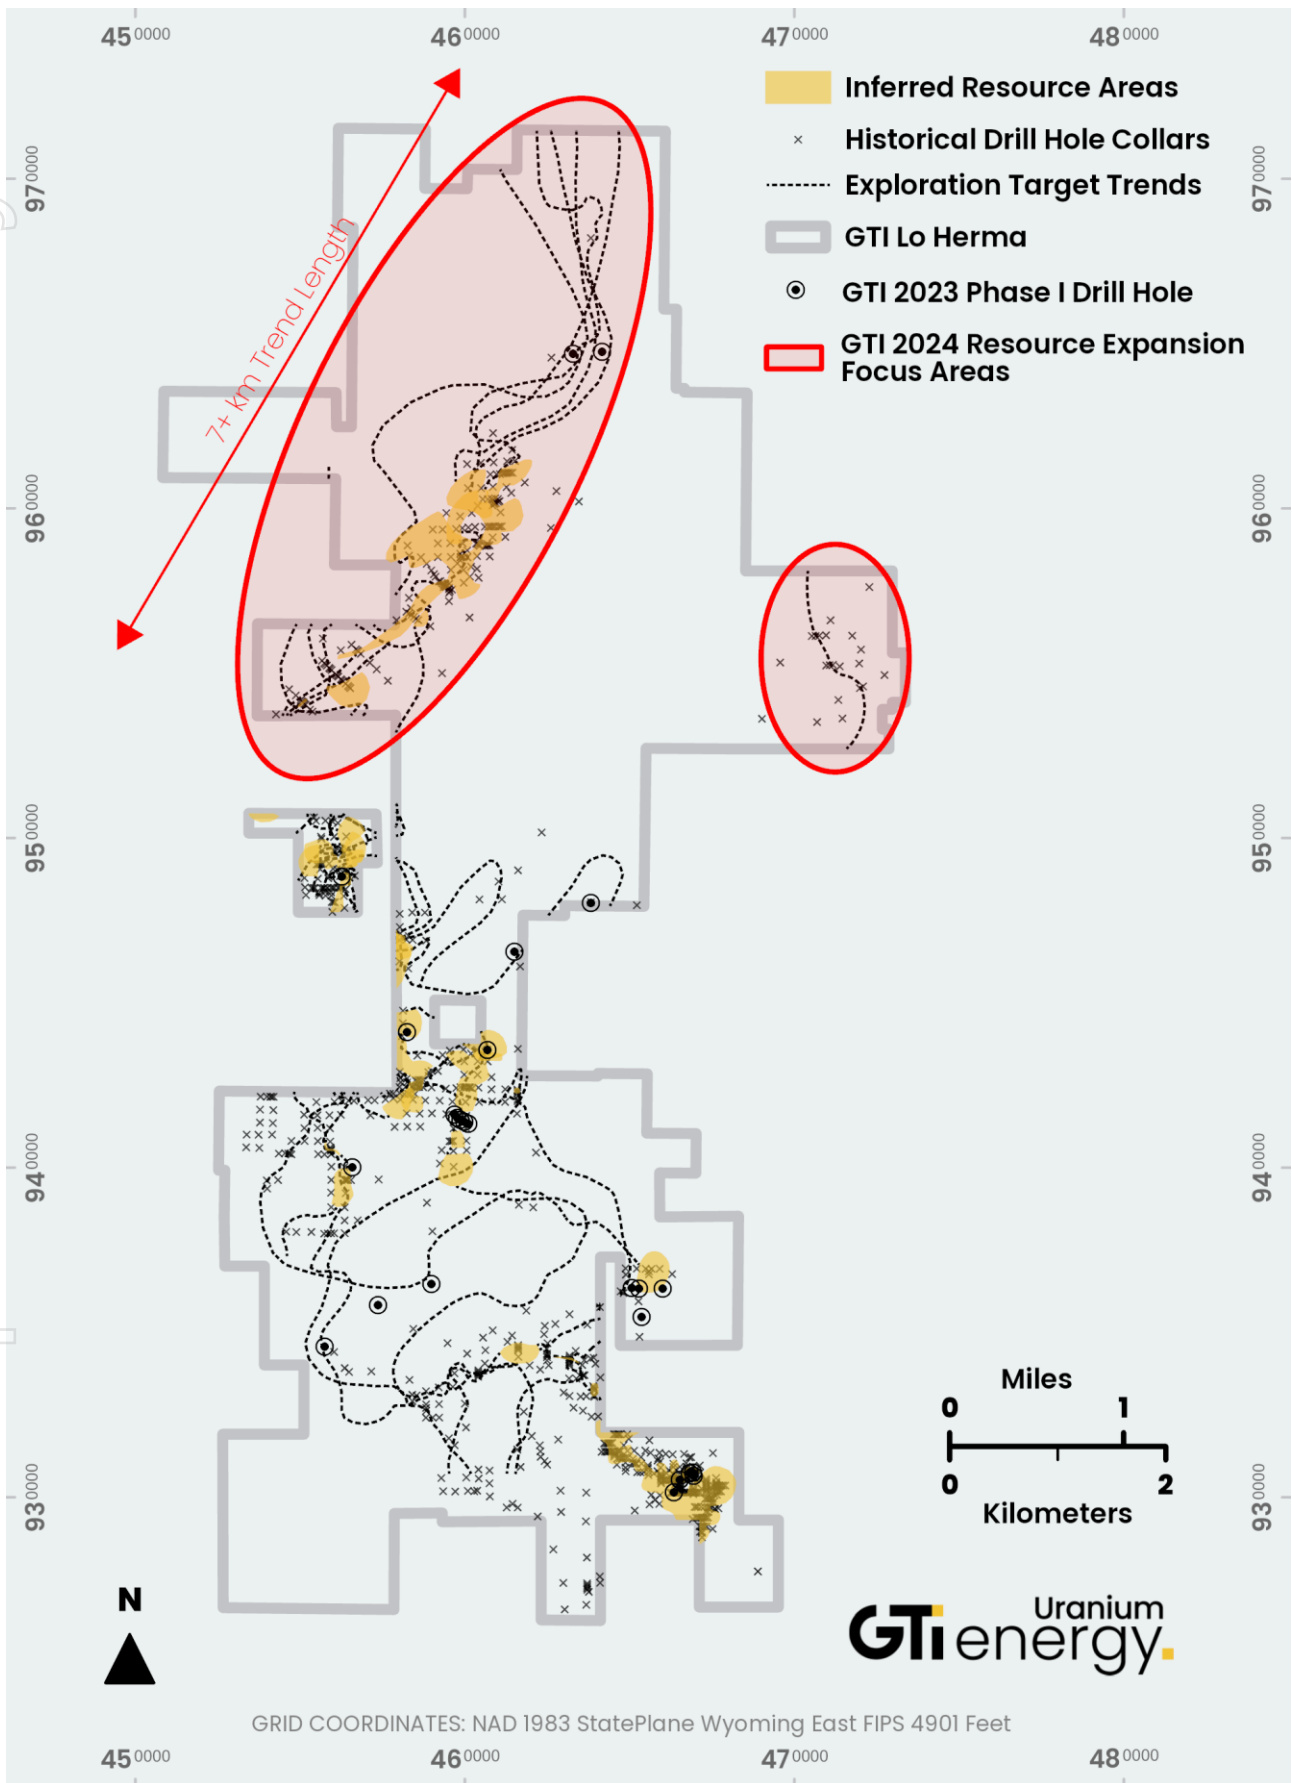 450000 460000 470000 480000
Inferred Resource Areas
Historical Drill Hole Collars
Exploration Target Trends
GTI Lo Herma
GTI 2023 Phase I Drill Hole
GTI 2024 Resource Expansion
Focus Areas
7+ km Trend Length
970000
960000
950000
940000
930000
970000
960000
950000
940000
930000
Miles
0 1
0 2
Kilometers
N
GTi energy.
Uranium
GRID COORDINATES: NAD 1983 StatePlane Wyoming East FIPS 4901 Feet
450000 460000 470000 480000